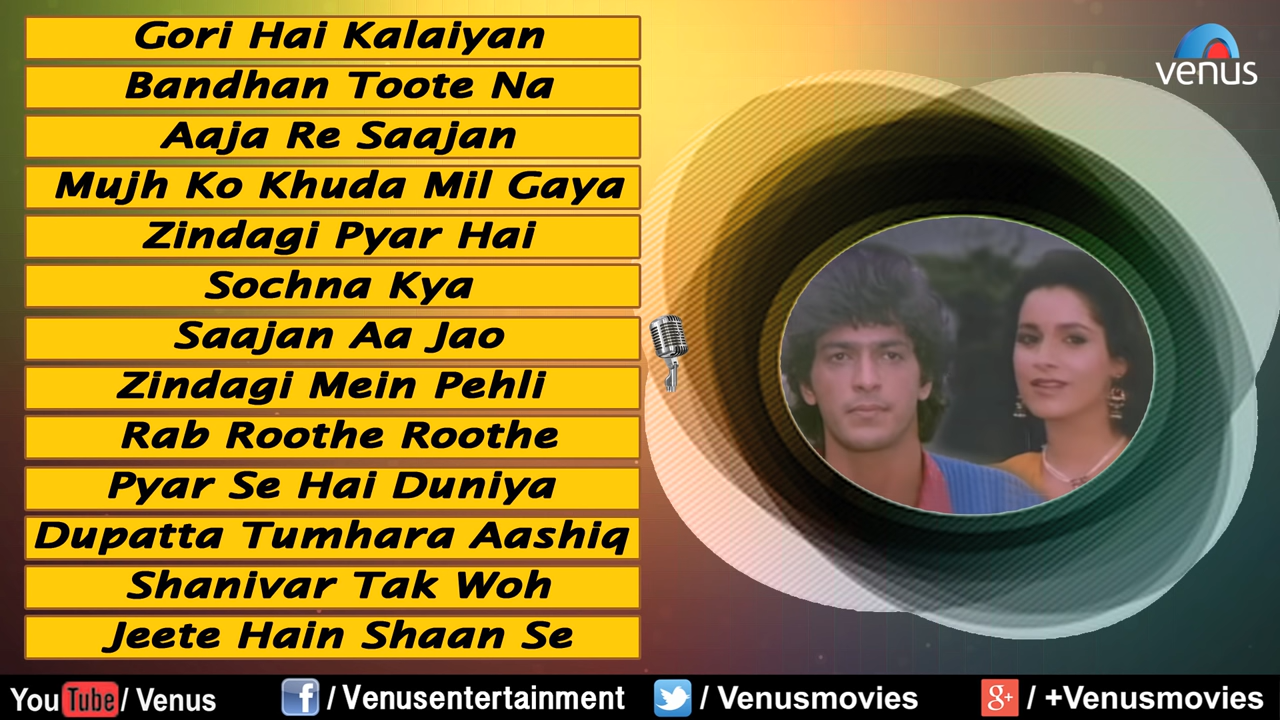 Gori Hai Kalaiyan
Bandhan Toote Na
Aaja Re Saajan
Mujh Ko Khuda Mil Gaya
Zindagi Pyar Hai
Sochna Kya
Saajan Aa Jao
Zindagi Mein Pehli
Rab Roothe Roothe
Pyar Se Hai Duniya
Dupatta Tumhara Aashiq
Shanivar Tak Woh
Jeete Hain Shaan Se
venus
YouTube / Venus
f / Venusentertainment
/ Venusmovies
g+ / +Venusmovies